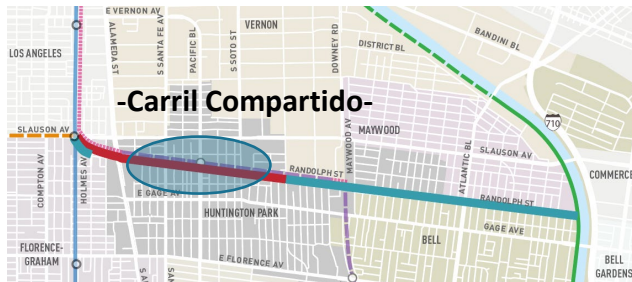 E VERNON AV
VERNON
LOS ANGELES
ALAMEDA ST
S SANTA FE AV
PACIFIC BL
S SOTO ST
DOWNEY RD
DISTRICT BL
BANDINI BL
-Carril Compartido-
710
SLAUSON AV
MAYWOOD AV
MAYWOOD
ATLANTIC BL
SLAUSON AV
COMMERCE
COMPTON AV
HOLMES AV
RANDOLPH ST
RANDOLPH ST
E GAGE AV
HUNTINGTON PARK
GAGE AVE
BELL
FLORENCE-
GRAHAM
E FLORENCE AV
BELL
GARDENS